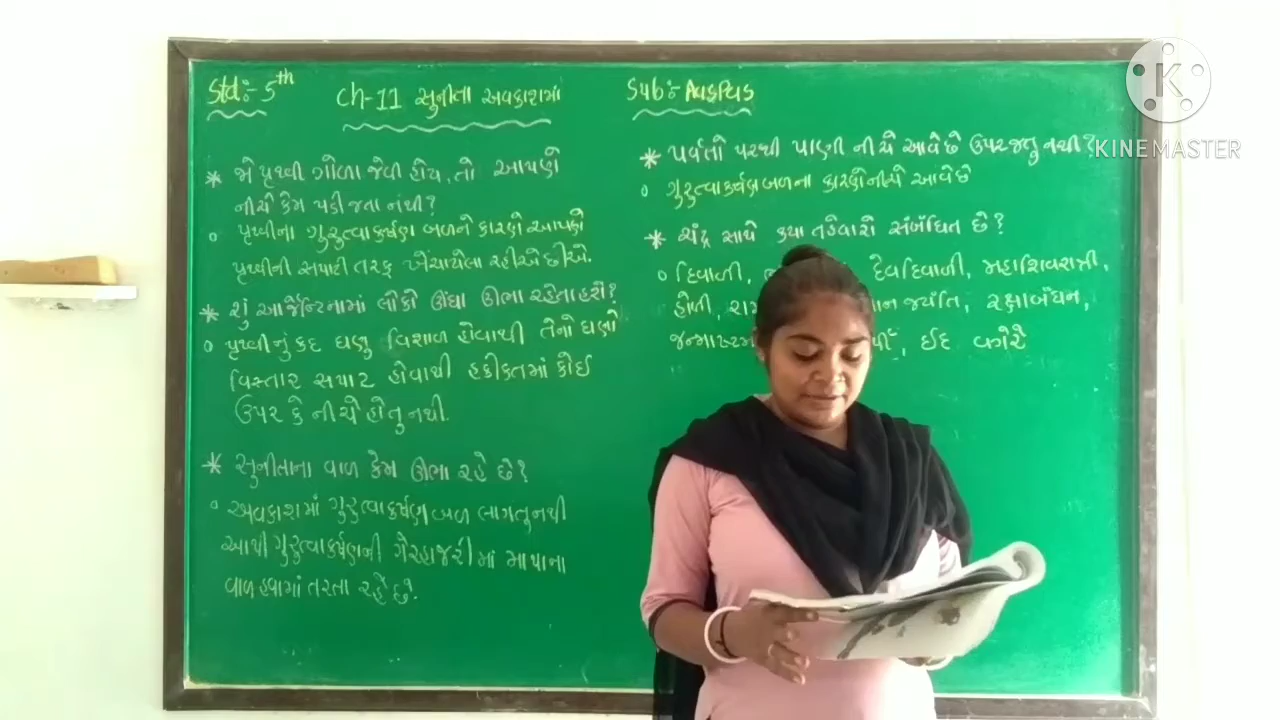 Std:- 5th
Ch-11 સુનીતા અવકાશમાં
Sub:- આસપાસ
* જો પૃથ્વી ગોળા જેવી હોય, તો આપણે
નીચે કેમ પડી જતા નથી?
○ પૃથ્વીના ગુરુત્વાકર્ષણ બળને કારણે આપણે
પૃથ્વીની સપાટી તરફ ખેંચાયેલા રહીએ છીએ.
* શું આર્જેન્ટિનામાં લોકો ઊંધા ઊભા રહેતા હશે?
○ પૃથ્વીનું કદ ઘણુ વિશાળ હોવાથી તેનો ઘણો
વિસ્તાર સપાટ હોવાથી હકીકતમાં કોઈ
ઉપર કે નીચે હોતુ નથી.
* સુનીતાના વાળ કેમ ઊભા રહે છે?
○ અવકાશમાં ગુરુત્વાકર્ષણ બળ લાગતુ નથી
આથી ગુરુત્વાકર્ષણની ગેરહાજરીમાં માથાના
વાળ હવામાં તરતા રહે છે.
* પર્વતો પરથી પાણી નીચે આવે છે ઉપર જતુ નથી?
○ ગુરુત્વાકર્ષણ બળના કારણે નીચે આવે છે
* ચંદ્ર સાથે કયા તહેવારો સંબંધિત છે?
○ દિવાળી, દેવદિવાળી, મહાશિવરાત્રી,
હોળી, જયંતિ, રક્ષાબંધન,
ઈદ વગેરે
KINEMASTER